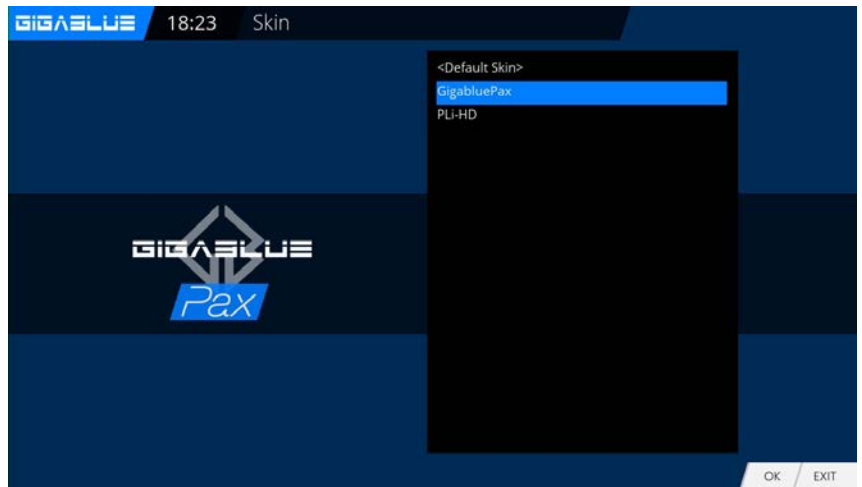 GIGABLUE 18:23 Skin
<Default Skin>
GigabluePax
PLi-HD
GIGABLUE
Pax
OK EXIT